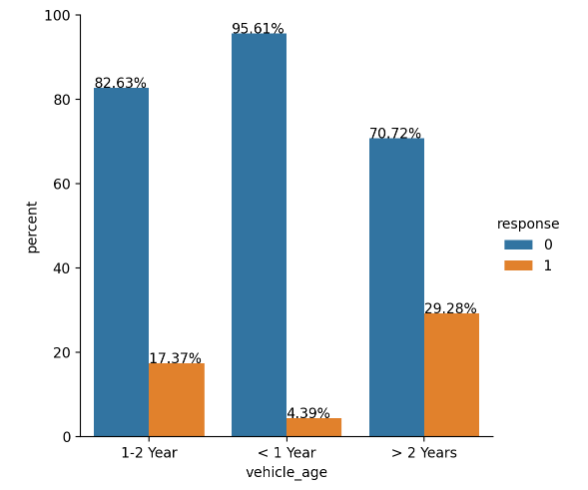 100
80
60
40
20
0
percent
82.63%
17.37%
95.61%
4.39%
70.72%
29.28%
1-2 Year
< 1 Year
> 2 Years
vehicle_age
response
0
1